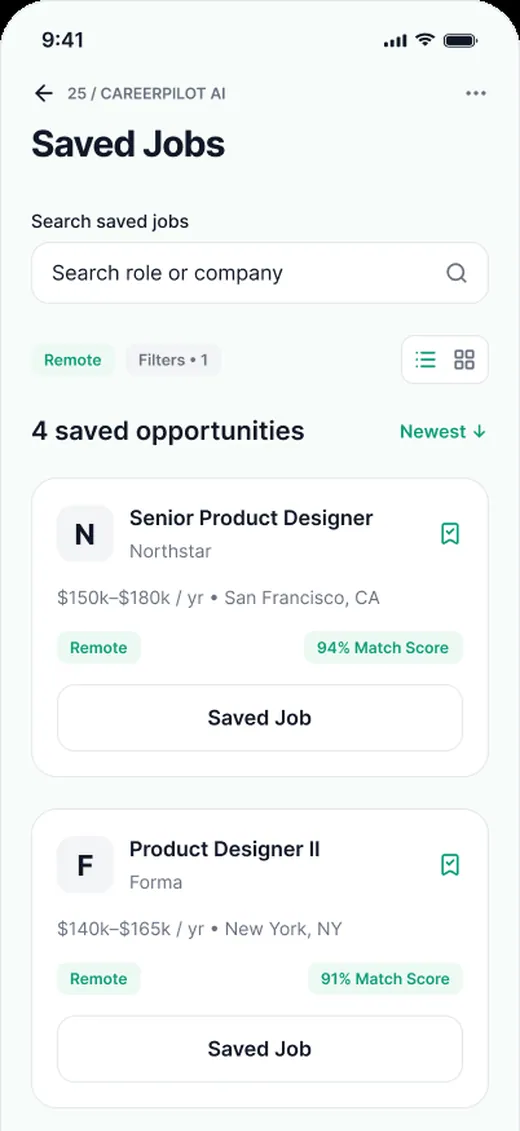 9:41
25 / CAREERPILOT AI
Saved Jobs
Search saved jobs
Search role or company
Remote
Filters • 1
4 saved opportunities
Newest ↓
N
Senior Product Designer
Northstar
$150k–$180k / yr • San Francisco, CA
Remote
94% Match Score
Saved Job
F
Product Designer II
Forma
$140k–$165k / yr • New York, NY
Remote
91% Match Score
Saved Job